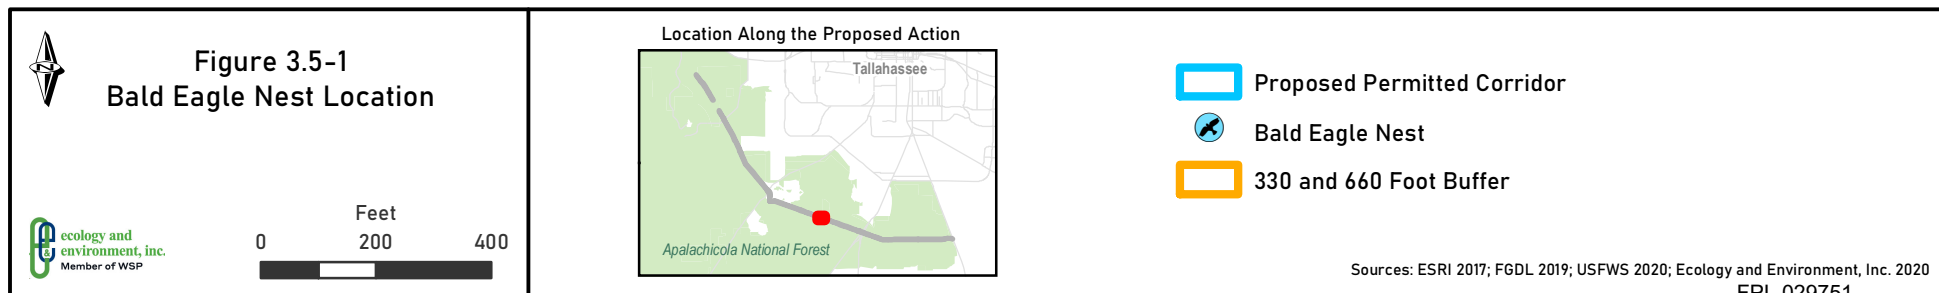 Figure 3.5-1
Bald Eagle Nest Location
N
ecology and
environment, inc.
Member of WSP
Feet
0 200 400
Location Along the Proposed Action
Tallahassee
Apalachicola National Forest
Proposed Permitted Corridor
Bald Eagle Nest
330 and 660 Foot Buffer
Sources: ESRI 2017; FGDL 2019; USFWS 2020; Ecology and Environment, Inc. 2020